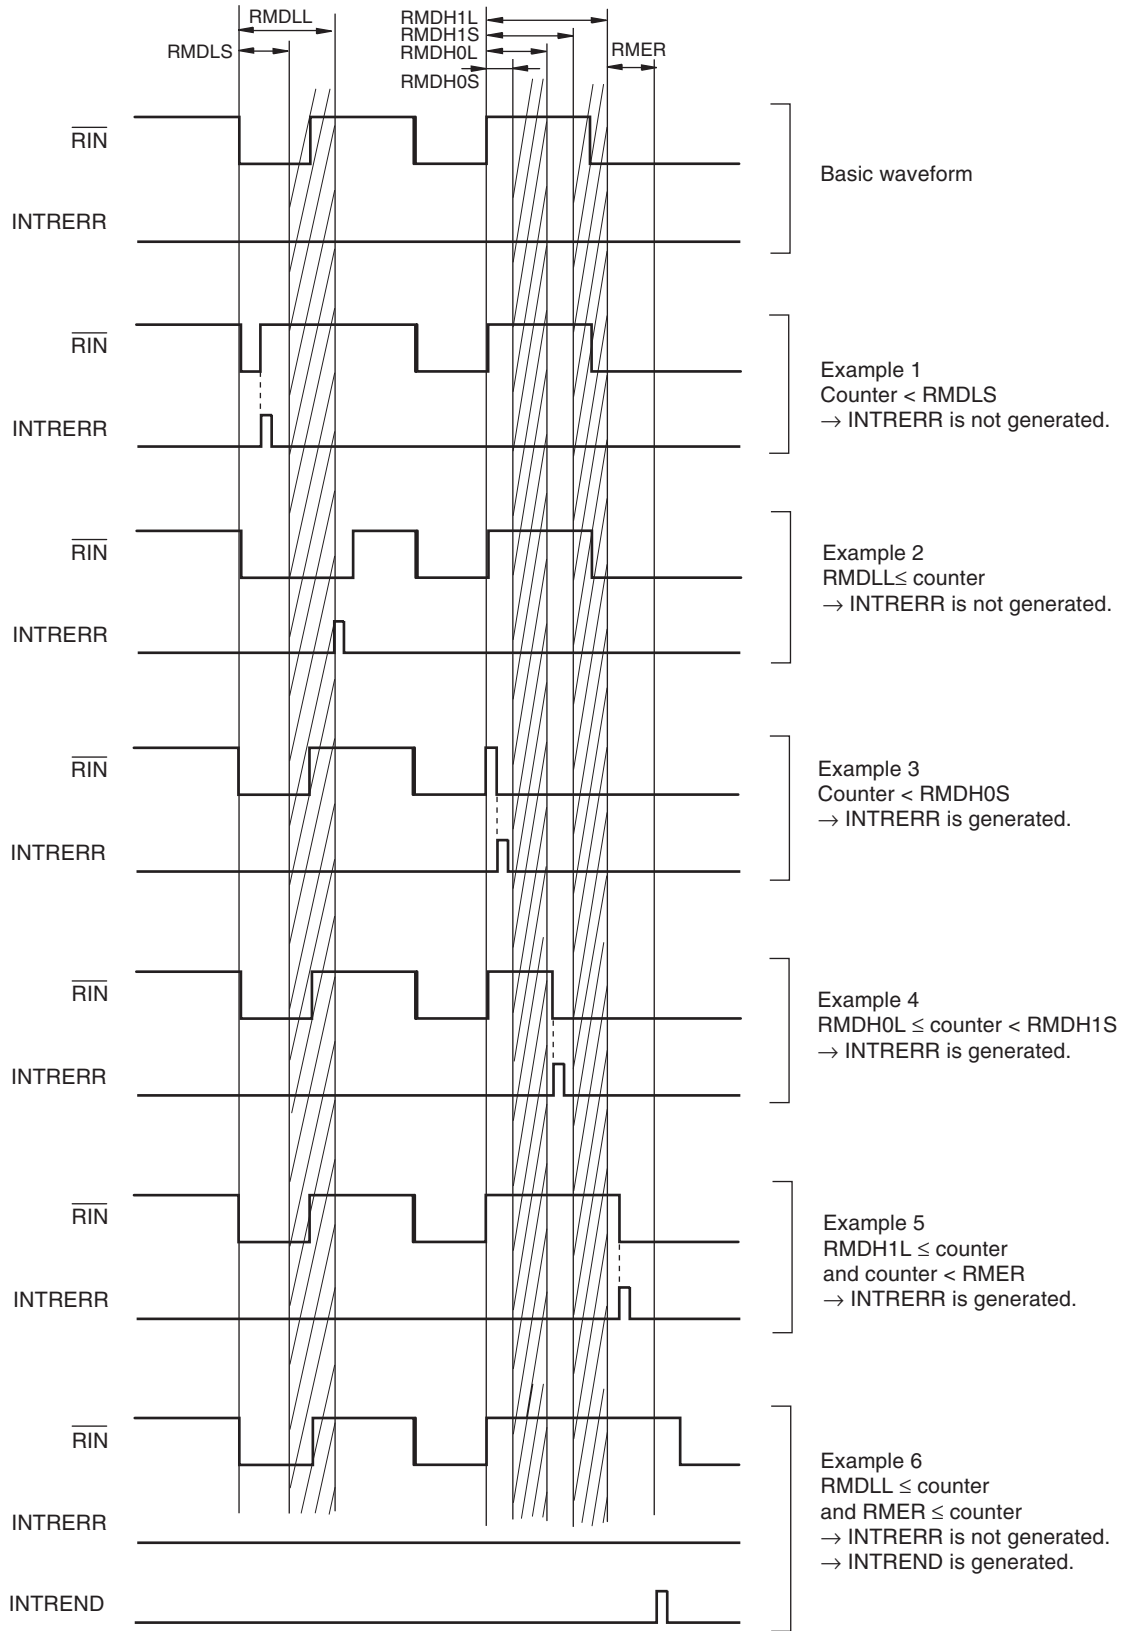 RMDLL
RMDLS
RMDH1L
RMDH1S
RMDH0L
RMDH0S
RMER
RIN
INTRERR
Basic waveform
RIN
INTRERR
Example 1
Counter < RMDLS
→ INTRERR is not generated.
RIN
INTRERR
Example 2
RMDLL≤ counter
→ INTRERR is not generated.
RIN
INTRERR
Example 3
Counter < RMDH0S
→ INTRERR is generated.
RIN
INTRERR
Example 4
RMDH0L ≤ counter < RMDH1S
→ INTRERR is generated.
RIN
INTRERR
Example 5
RMDH1L ≤ counter
and counter < RMER
→ INTRERR is generated.
RIN
INTRERR
INTREND
Example 6
RMDLL ≤ counter
and RMER ≤ counter
→ INTRERR is not generated.
→ INTREND is generated.